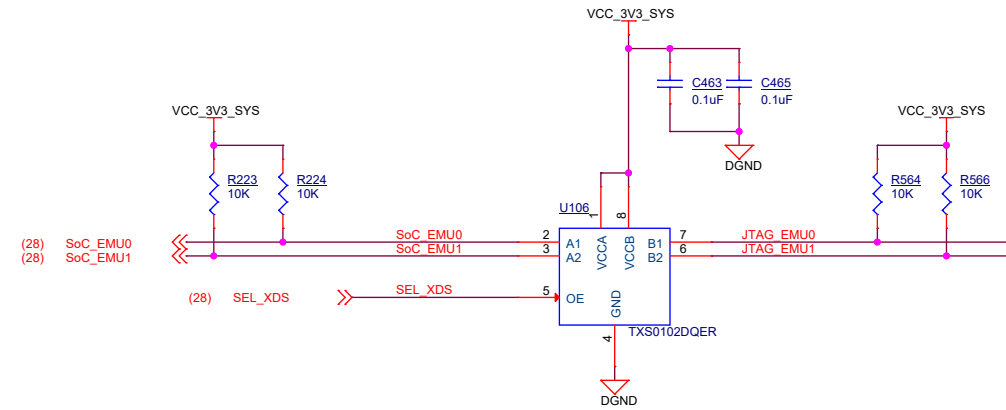 VCC_3V3_SYS
C463
0.1uF
C465
0.1uF
DGND
VCC_3V3_SYS
R223
10K
R224
10K
VCC_3V3_SYS
R564
10K
R566
10K
U106
1
8
VCCA
VCCB
(28) SoC_EMU0
SoC_EMU0
2
A1
B1
7
JTAG_EMU0
(28) SoC_EMU1
SoC_EMU1
3
A2
B2
6
JTAG_EMU1
(28) SEL_XDS
SEL_XDS
5
OE
GND
4
TXS0102DQER
DGND